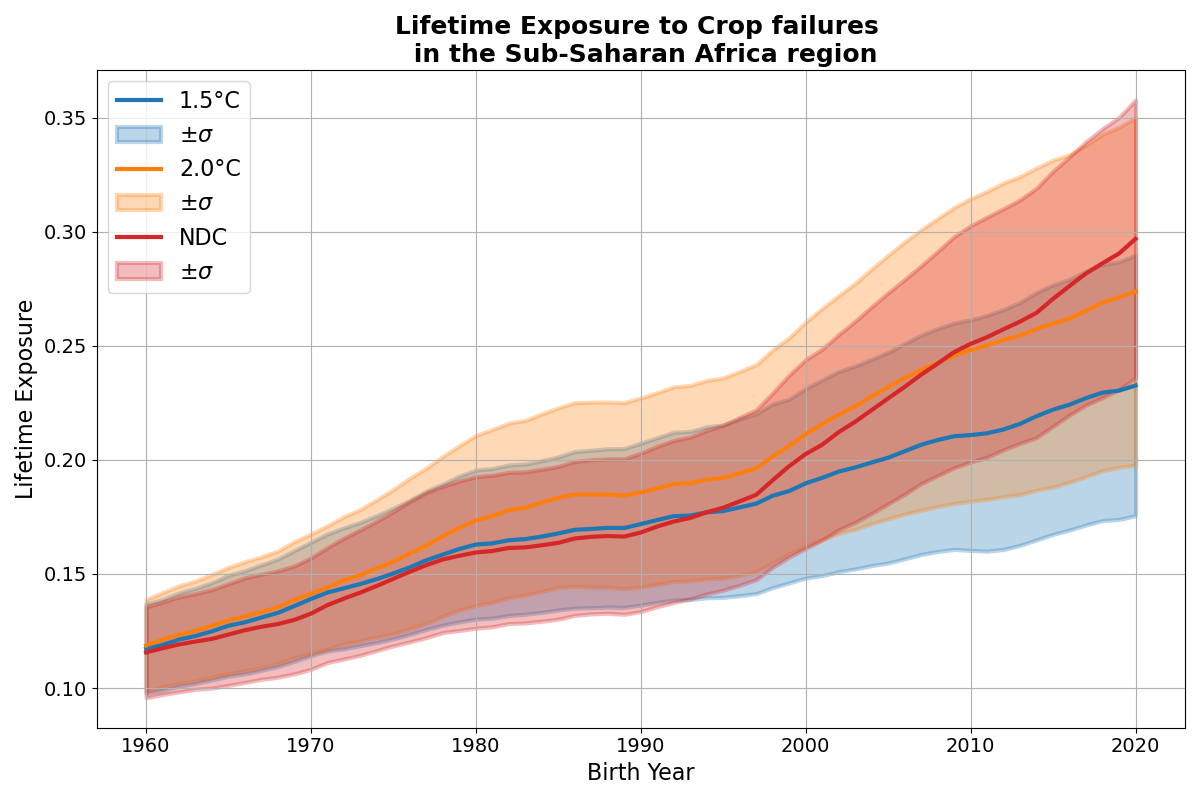 Lifetime Exposure to Crop failures
in the Sub-Saharan Africa region
1.5°C
±σ
2.0°C
±σ
NDC
±σ
Lifetime Exposure
0.35
0.30
0.25
0.20
0.15
0.10
1960 1970 1980 1990 2000 2010 2020
Birth Year